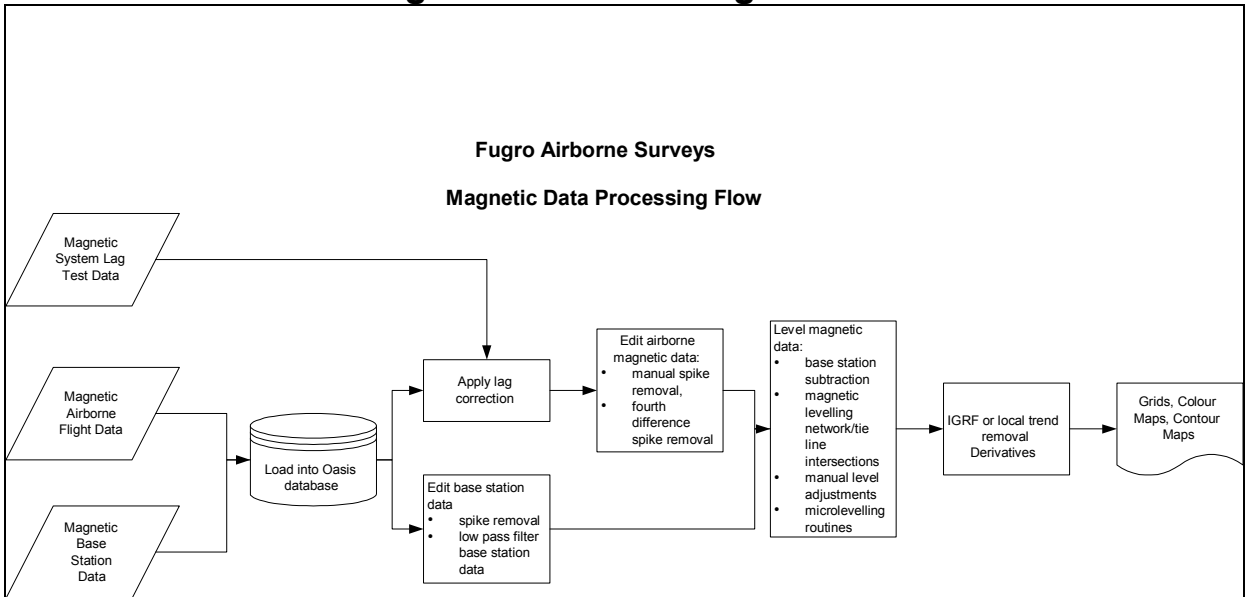 Fugro Airborne Surveys
Magnetic Data Processing Flow
Magnetic
System Lag
Test Data
Magnetic
Airborne
Flight Data
Magnetic
Base
Station
Data
Load into Oasis
database
Apply lag
correction
Edit base station
data
• spike removal
• low pass filter
base station
data
Edit airborne
magnetic data:
• manual spike
removal,
• fourth
difference
spike removal
Level magnetic
data:
• base station
subtraction
• magnetic
levelling
network/tie
line
intersections
• manual level
adjustments
• microlevelling
routines
IGRF or local trend
removal
Derivatives
Grids, Colour
Maps, Contour
Maps